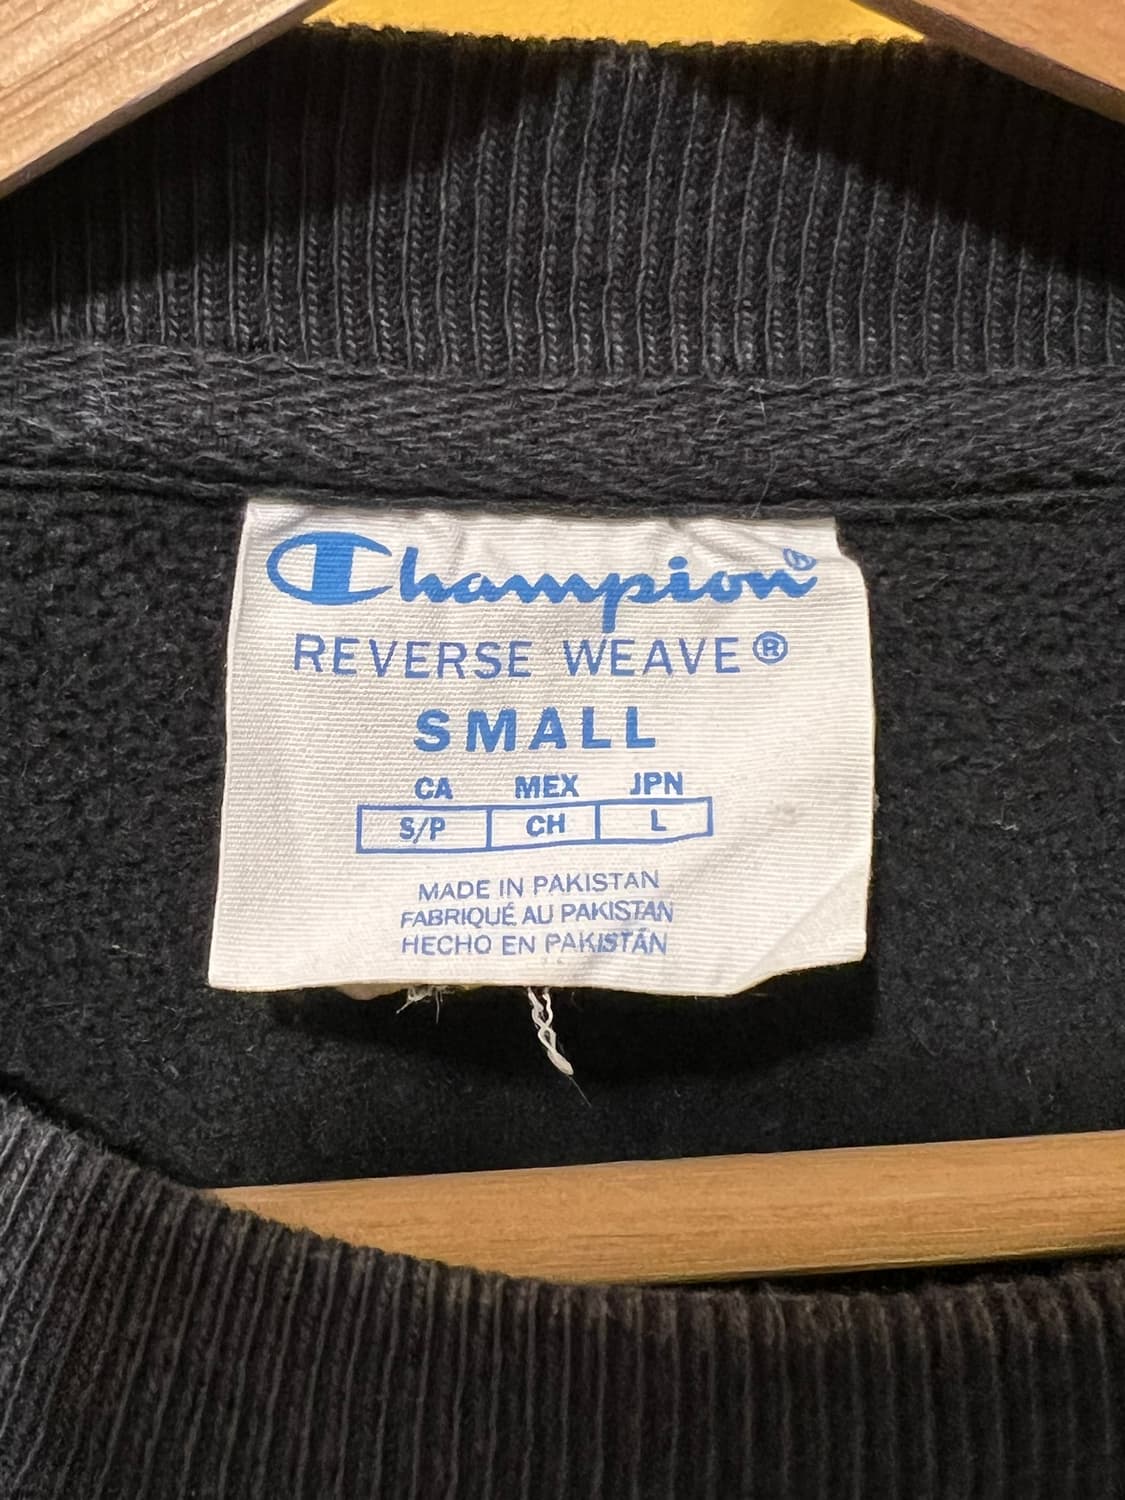 Champion®
REVERSE WEAVE®
SMALL
CA MEX JPN
S/P CH L
MADE IN PAKISTAN
FABRIQUÉ AU PAKISTAN
HECHO EN PAKISTÁN